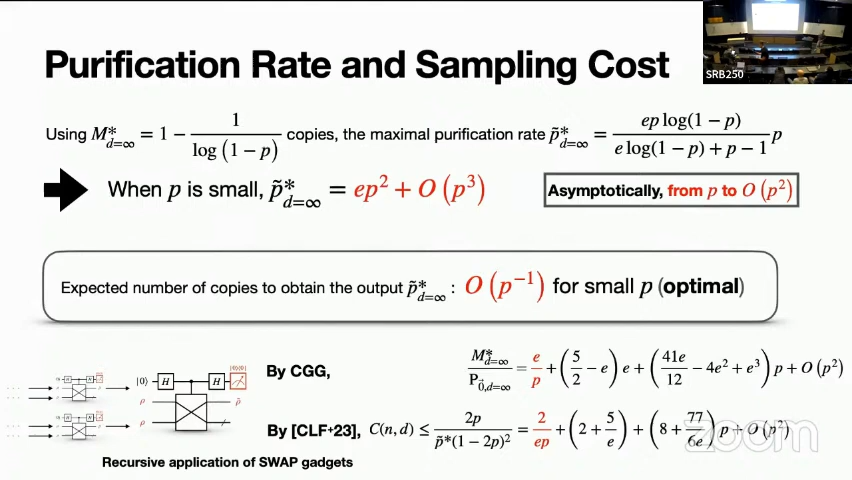 Purification Rate and Sampling Cost
SRB250
Using M*_{d=∞} = 1 − 1/log(1−p) copies, the maximal purification rate p̃*_{d=∞} = ep log(1−p)/(e log(1−p) + p − 1) p
When p is small, p̃*_{d=∞} = ep² + O(p³)
Asymptotically, from p to O(p²)
Expected number of copies to obtain the output p̃*_{d=∞} : O(p⁻¹) for small p (optimal)
|0⟩ H H |0⟩⟨0|
ρ ρ̃
ρ
Recursive application of SWAP gadgets
By CGG, M*_{d=∞}/P_{0⃗,d=∞} = e/p + (5/2 − e) e + (41e/12 − 4e² + e³) p + O(p²)
By [CLF+23], C(n, d) ≤ 2p/(p̃*(1−2p)²) = 2/(ep) + (2 + 5/e) + (8 + 77/(6e)) p + O(p²)
zoom